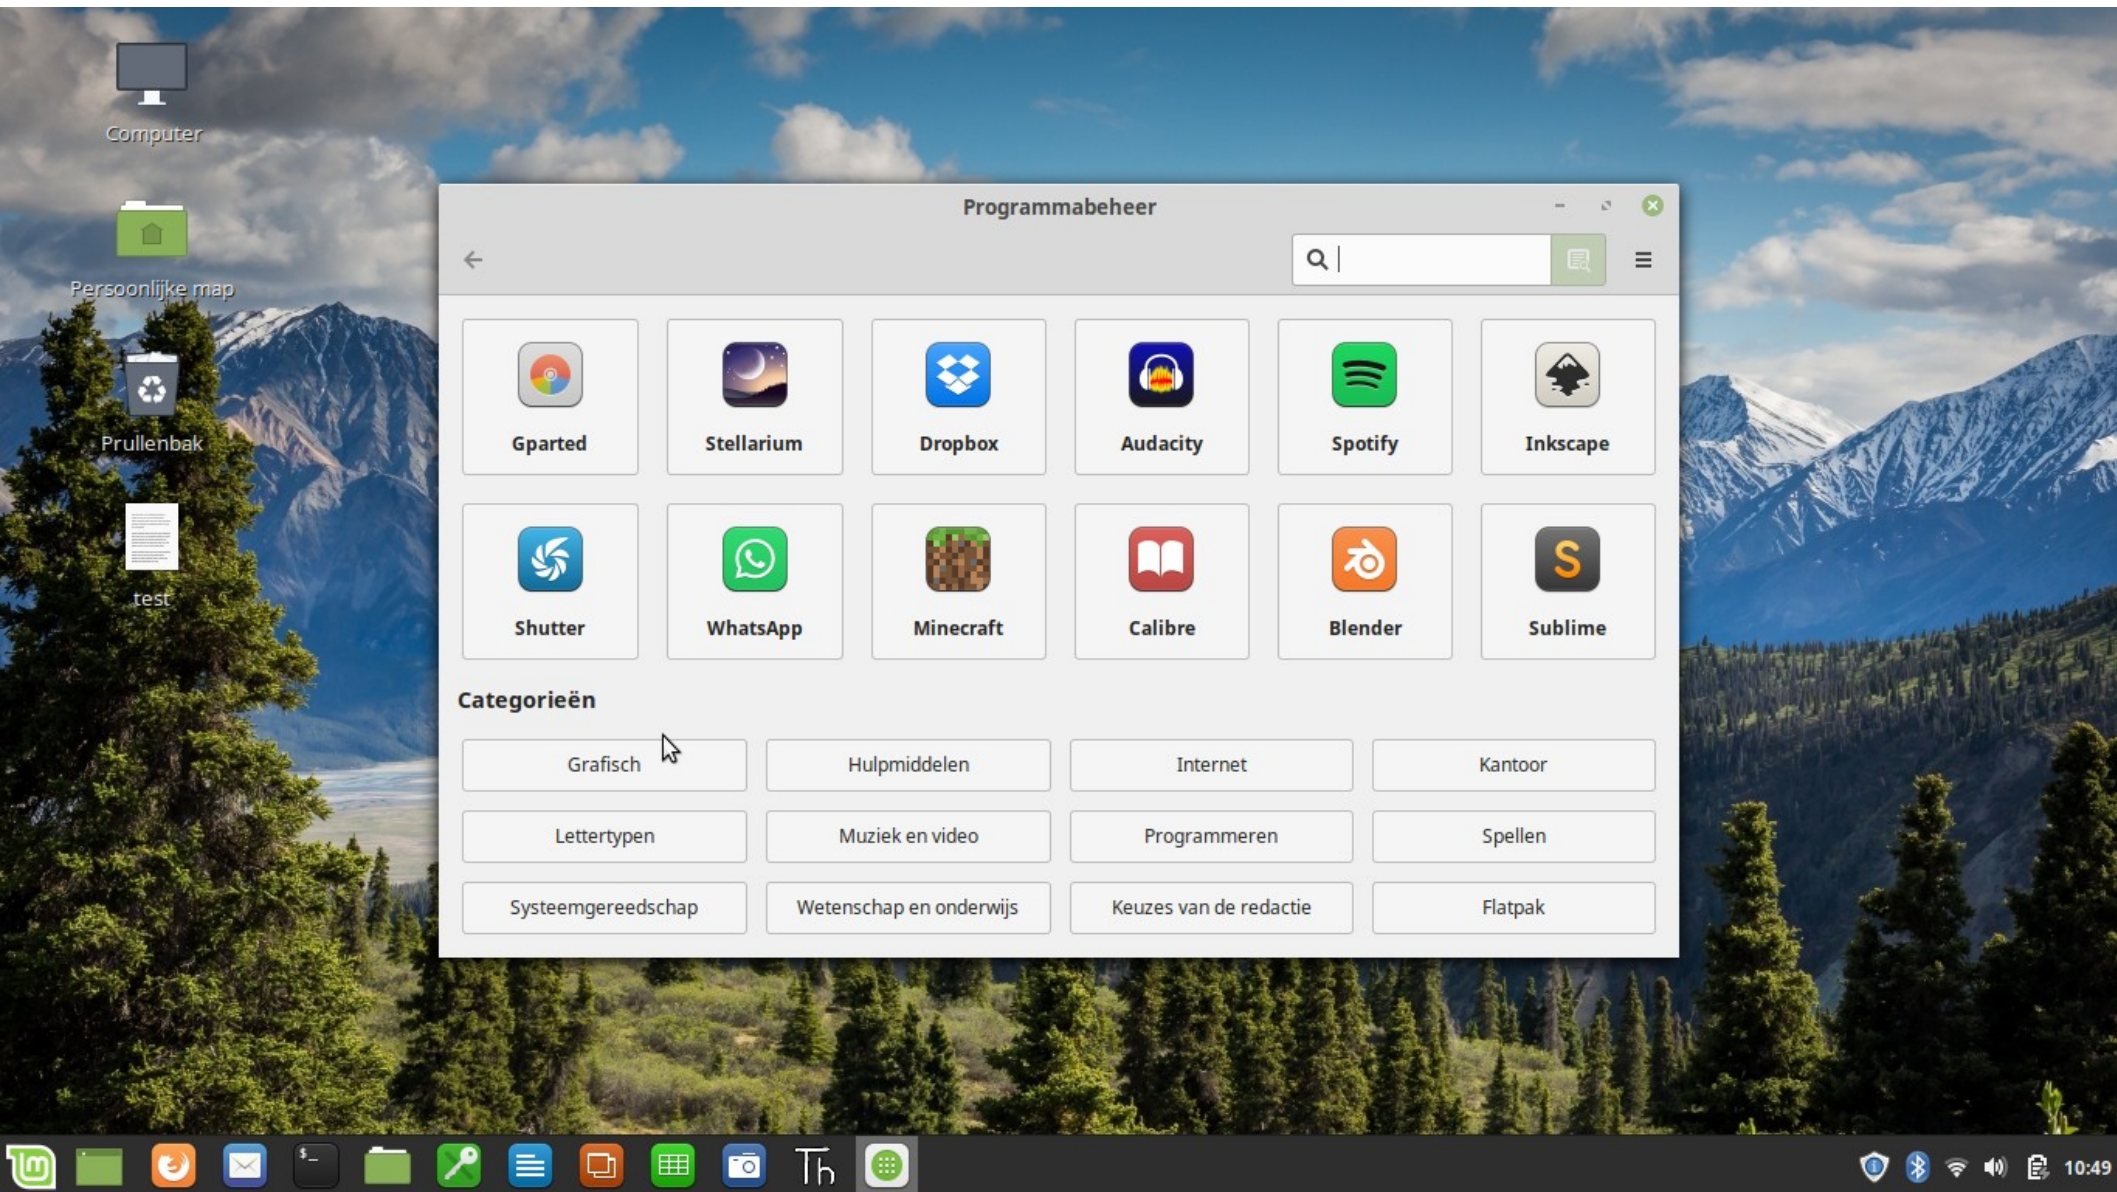 Computer
Persoonlijke map
Prullenbak
test
Programmabeheer
Gparted
Stellarium
Dropbox
Audacity
Spotify
Inkscape
Shutter
WhatsApp
Minecraft
Calibre
Blender
S
Sublime
Categorieën
Grafisch
Hulpmiddelen
Internet
Kantoor
Lettertypen
Muziek en video
Programmeren
Spellen
Systeemgereedschap
Wetenschap en onderwijs
Keuzes van de redactie
Flatpak
$_
Th
10:49